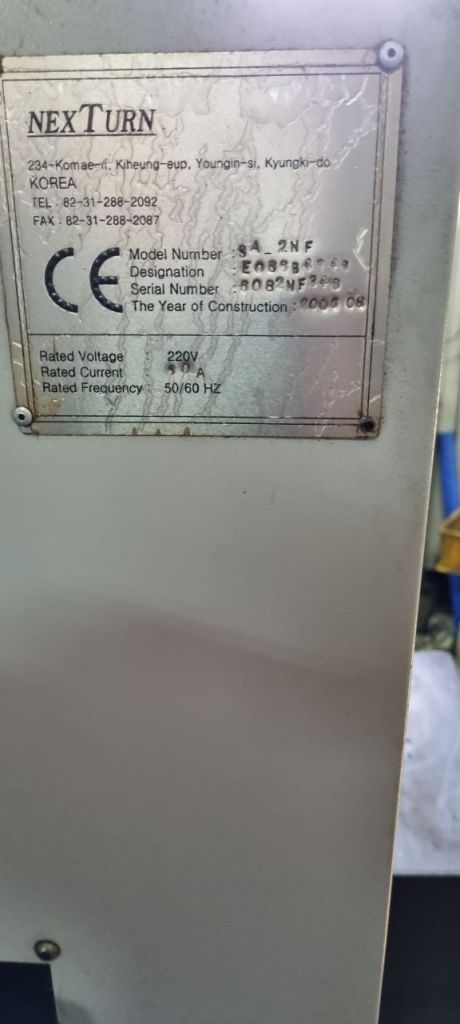 NEXTURN
234-Komae-ri, Kiheung-eup, Youngin-si, Kyungki-do
KOREA
TEL : 82-31-288-2092
FAX : 82-31-288-2087
CE
Model Number : SA_2NF
Designation :
Serial Number :
The Year of Construction :
Rated Voltage : 220V
Rated Current : A
Rated Frequency : 50/60 HZ